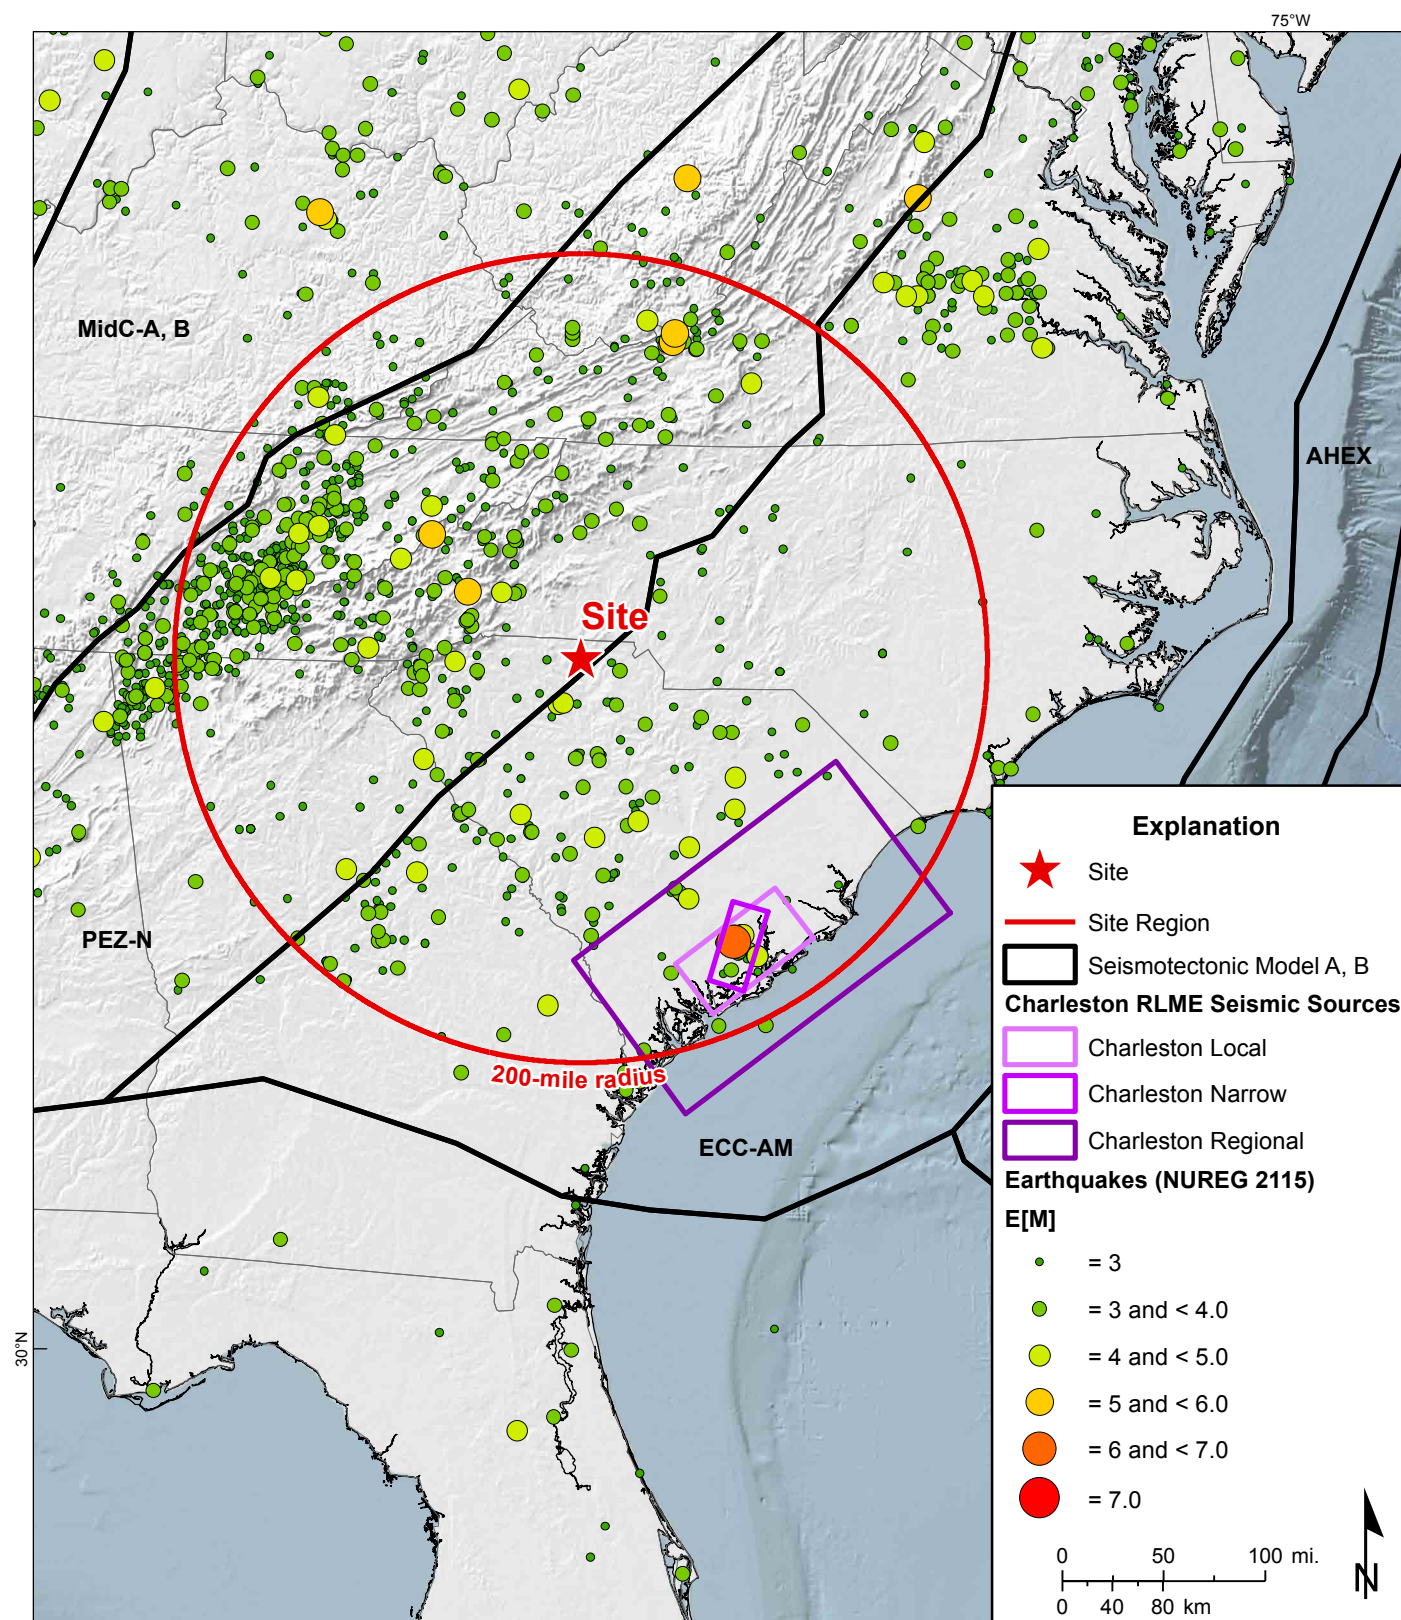 75°W
MidC-A, B
AHEX
Site
PEZ-N
200-mile radius
ECC-AM
30°N
Explanation
Site
Site Region
Seismotectonic Model A, B
Charleston RLME Seismic Sources
Charleston Local
Charleston Narrow
Charleston Regional
Earthquakes (NUREG 2115)
E[M]
= 3
= 3 and < 4.0
= 4 and < 5.0
= 5 and < 6.0
= 6 and < 7.0
= 7.0
0 50 100 mi.
0 40 80 km
N